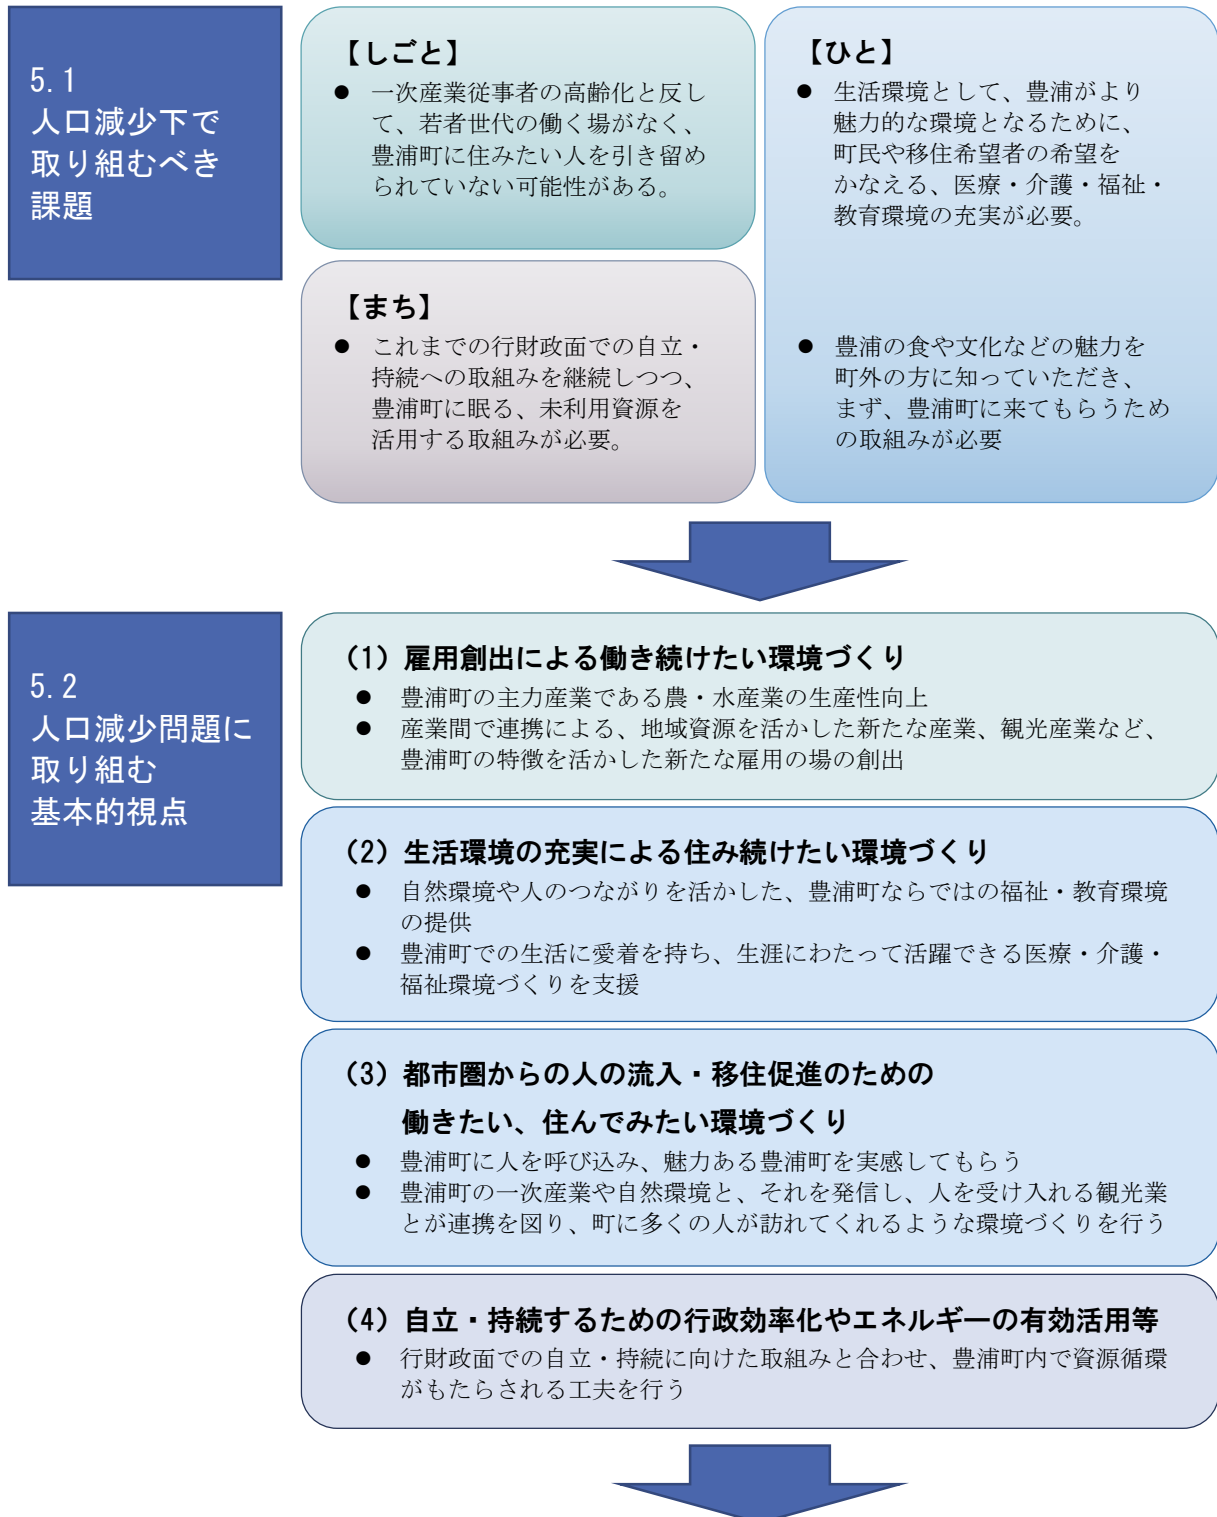 5.1
人口減少下で
取り組むべき
課題
【しごと】
● 一次産業従事者の高齢化と反し
て、若者世代の働く場がなく、
豊浦町に住みたい人を引き留め
られていない可能性がある。
【まち】
● これまでの行財政面での自立・
持続への取組みを継続しつつ、
豊浦町に眠る、未利用資源を
活用する取組みが必要。
【ひと】
● 生活環境として、豊浦がより
魅力的な環境となるために、
町民や移住希望者の希望を
かなえる、医療・介護・福祉・
教育環境の充実が必要。
● 豊浦の食や文化などの魅力を
町外の方に知っていただき、
まず、豊浦町に来てもらうため
の取組みが必要
5.2
人口減少問題に
取り組む
基本的視点
（1）雇用創出による働き続けたい環境づくり
● 豊浦町の主力産業である農・水産業の生産性向上
● 産業間で連携による、地域資源を活かした新たな産業、観光産業など、
豊浦町の特徴を活かした新たな雇用の場の創出
（2）生活環境の充実による住み続けたい環境づくり
● 自然環境や人のつながりを活かした、豊浦町ならではの福祉・教育環境
の提供
● 豊浦町での生活に愛着を持ち、生涯にわたって活躍できる医療・介護・
福祉環境づくりを支援
（3）都市圏からの人の流入・移住促進のための
働きたい、住んでみたい環境づくり
● 豊浦町に人を呼び込み、魅力ある豊浦町を実感してもらう
● 豊浦町の一次産業や自然環境と、それを発信し、人を受け入れる観光業
とが連携を図り、町に多くの人が訪れてくれるような環境づくりを行う
（4）自立・持続するための行政効率化やエネルギーの有効活用等
● 行財政面での自立・持続に向けた取組みと合わせ、豊浦町内で資源循環
がもたらされる工夫を行う